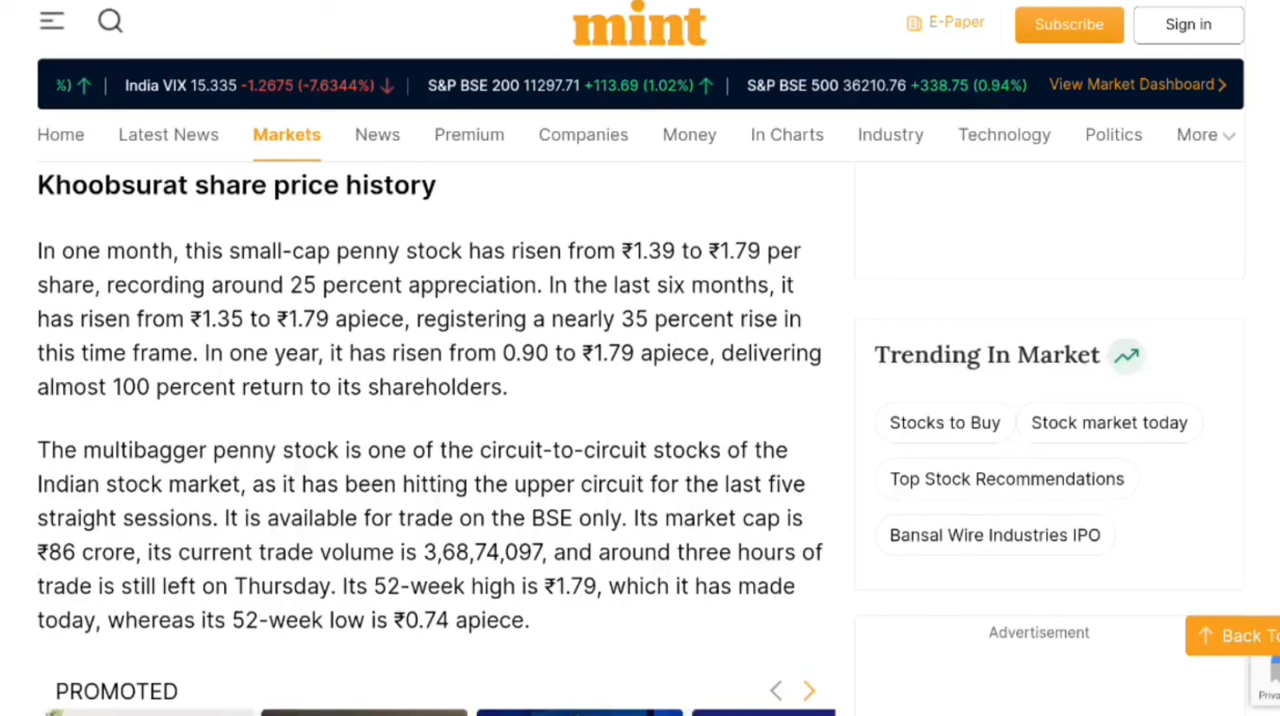 mint
E-Paper
Subscribe
Sign in
%)
India VIX 15.335 -1.2675 (-7.6344%)
S&P BSE 200 11297.71 +113.69 (1.02%)
S&P BSE 500 36210.76 +338.75 (0.94%)
View Market Dashboard
Home
Latest News
Markets
News
Premium
Companies
Money
In Charts
Industry
Technology
Politics
More
Khoobsurat share price history
In one month, this small-cap penny stock has risen from ₹1.39 to ₹1.79 per
share, recording around 25 percent appreciation. In the last six months, it
has risen from ₹1.35 to ₹1.79 apiece, registering a nearly 35 percent rise in
this time frame. In one year, it has risen from 0.90 to ₹1.79 apiece, delivering
almost 100 percent return to its shareholders.
The multibagger penny stock is one of the circuit-to-circuit stocks of the
Indian stock market, as it has been hitting the upper circuit for the last five
straight sessions. It is available for trade on the BSE only. Its market cap is
₹86 crore, its current trade volume is 3,68,74,097, and around three hours of
trade is still left on Thursday. Its 52-week high is ₹1.79, which it has made
today, whereas its 52-week low is ₹0.74 apiece.
PROMOTED
Trending In Market
Stocks to Buy
Stock market today
Top Stock Recommendations
Bansal Wire Industries IPO
Advertisement
Back To
Priva